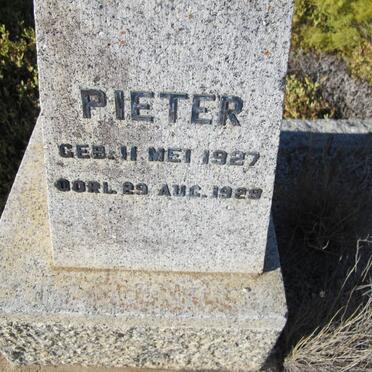 PIETER
GEB. 11 MEI 1927
OORL. 29 AUG. 1929